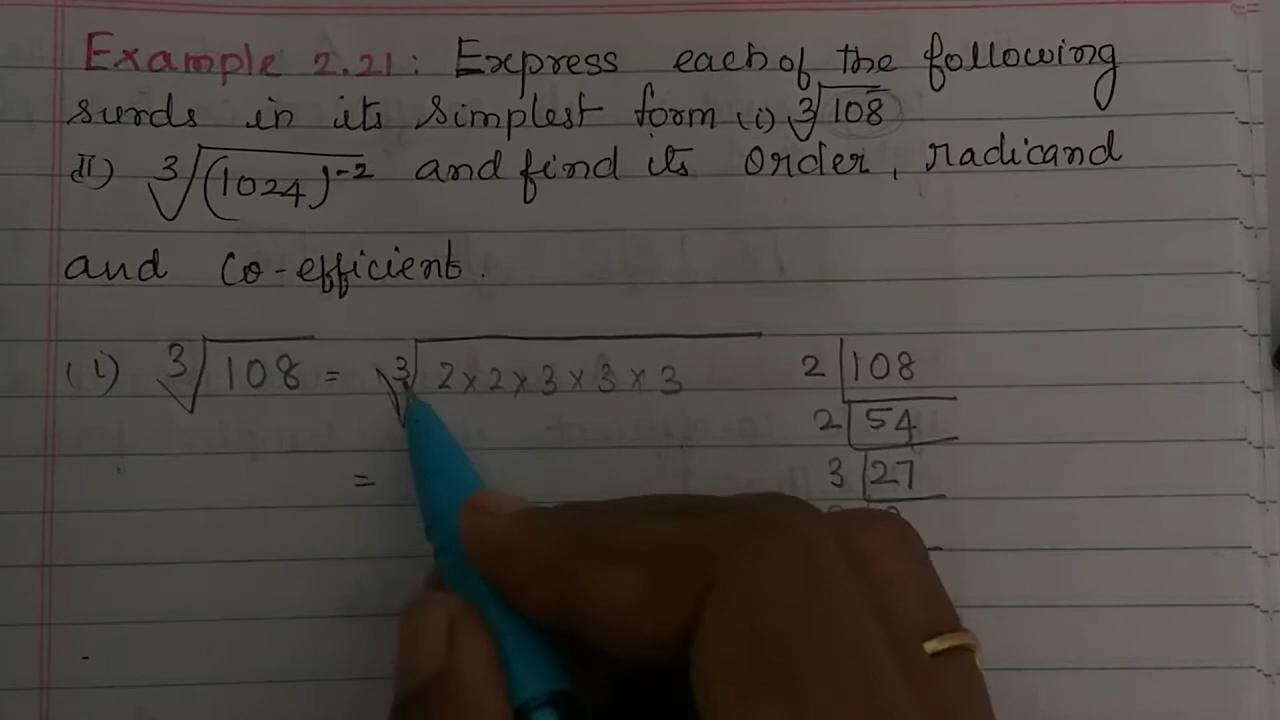 Example 2.21: Express each of the following
surds in its simplest form (i) ∛108
II) ∛(1024)⁻² and find its order, radicand
and co-efficient.
(i) ∛108 = ∛2×2×3×3×3
=
2 | 108
2 | 54
3 | 27